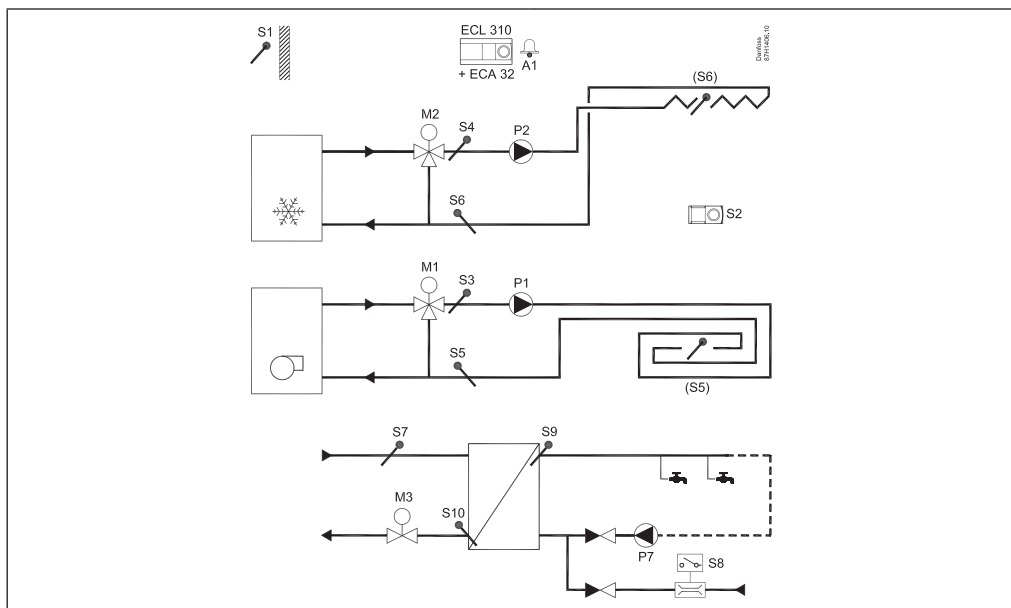 S1
ECL 310
A1
+ ECA 32
Danfoss
87H1406.10
(S6)
M2
S4
P2
S6
S2
M1
S3
P1
S5
(S5)
S7
S9
M3
S10
P7
S8